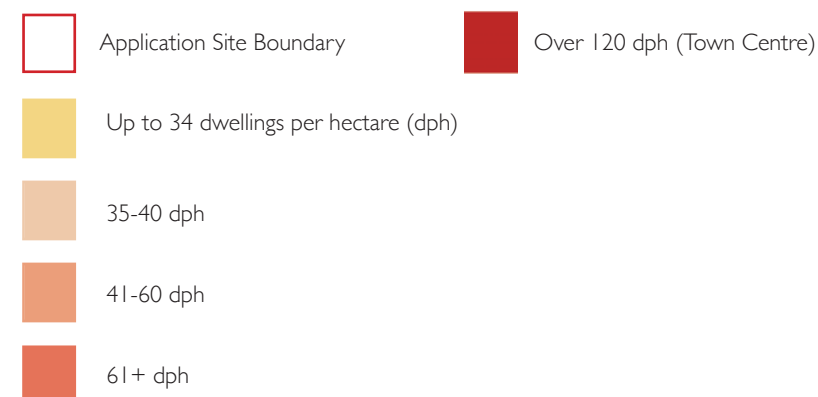 Application Site Boundary
Over 120 dph (Town Centre)
Up to 34 dwellings per hectare (dph)
35-40 dph
41-60 dph
61+ dph